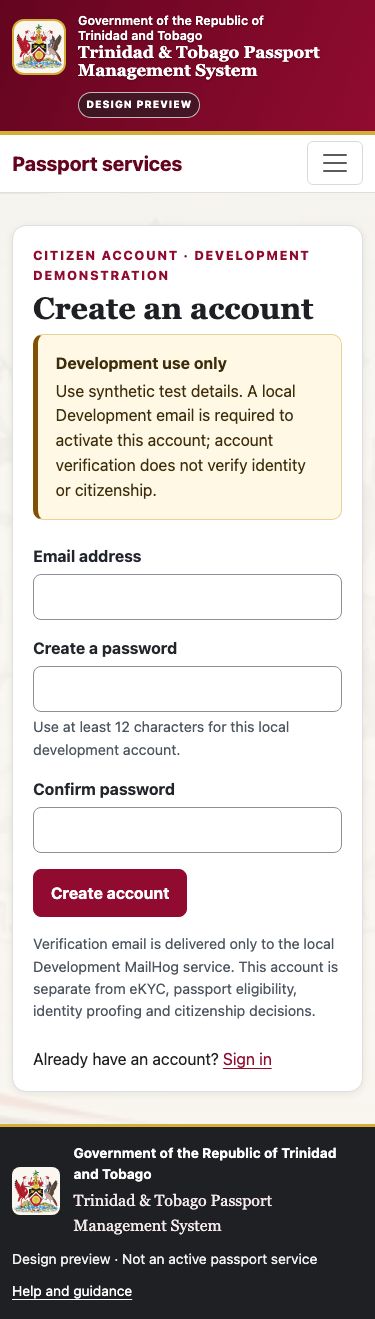 Government of the Republic of
Trinidad and Tobago
Trinidad & Tobago Passport
Management System
DESIGN PREVIEW
Passport services
CITIZEN ACCOUNT · DEVELOPMENT
DEMONSTRATION
Create an account
Development use only
Use synthetic test details. A local
Development email is required to
activate this account; account
verification does not verify identity
or citizenship.
Email address
Create a password
Use at least 12 characters for this local
development account.
Confirm password
Create account
Verification email is delivered only to the local
Development MailHog service. This account is
separate from eKYC, passport eligibility,
identity proofing and citizenship decisions.
Already have an account? Sign in
Government of the Republic of Trinidad
and Tobago
Trinidad & Tobago Passport
Management System
Design preview · Not an active passport service
Help and guidance